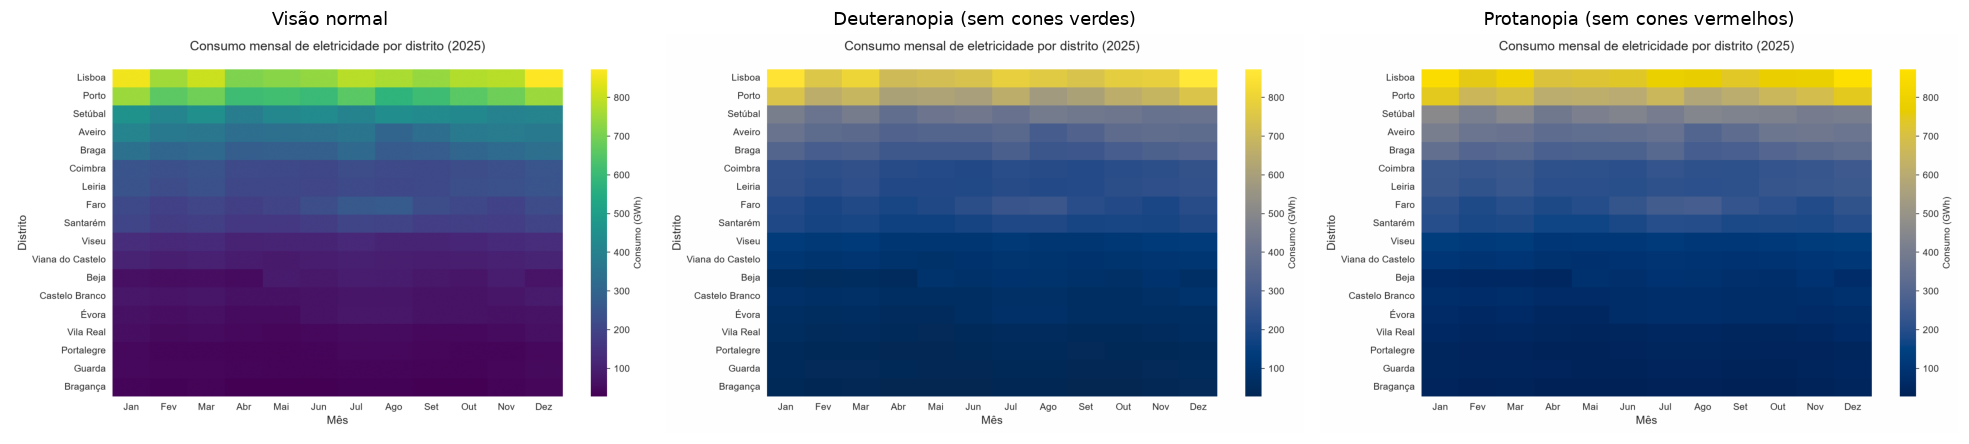 Visão normal
Consumo mensal de eletricidade por distrito (2025)
Distrito
Lisboa
Porto
Setúbal
Aveiro
Braga
Coimbra
Leiria
Faro
Santarém
Viseu
Viana do Castelo
Beja
Castelo Branco
Évora
Vila Real
Portalegre
Guarda
Bragança
Jan Fev Mar Abr Mai Jun Jul Ago Set Out Nov Dez
Mês
800
700
600
500
400
300
200
100
Consumo (GWh)
Deuteranopia (sem cones verdes)
Consumo mensal de eletricidade por distrito (2025)
Distrito
Lisboa
Porto
Setúbal
Aveiro
Braga
Coimbra
Leiria
Faro
Santarém
Viseu
Viana do Castelo
Beja
Castelo Branco
Évora
Vila Real
Portalegre
Guarda
Bragança
Jan Fev Mar Abr Mai Jun Jul Ago Set Out Nov Dez
Mês
800
700
600
500
400
300
200
100
Consumo (GWh)
Protanopia (sem cones vermelhos)
Consumo mensal de eletricidade por distrito (2025)
Distrito
Lisboa
Porto
Setúbal
Aveiro
Braga
Coimbra
Leiria
Faro
Santarém
Viseu
Viana do Castelo
Beja
Castelo Branco
Évora
Vila Real
Portalegre
Guarda
Bragança
Jan Fev Mar Abr Mai Jun Jul Ago Set Out Nov Dez
Mês
800
700
600
500
400
300
200
100
Consumo (GWh)